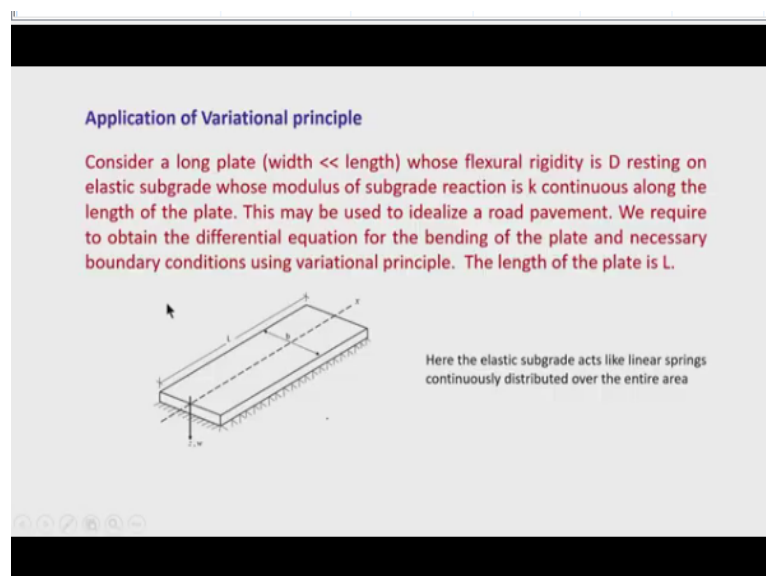 Application of Variational principle
Consider a long plate (width << length) whose flexural rigidity is D resting on
elastic subgrade whose modulus of subgrade reaction is k continuous along the
length of the plate. This may be used to idealize a road pavement. We require
to obtain the differential equation for the bending of the plate and necessary
boundary conditions using variational principle. The length of the plate is L.
x
L
b
Here the elastic subgrade acts like linear springs
continuously distributed over the entire area
z,w